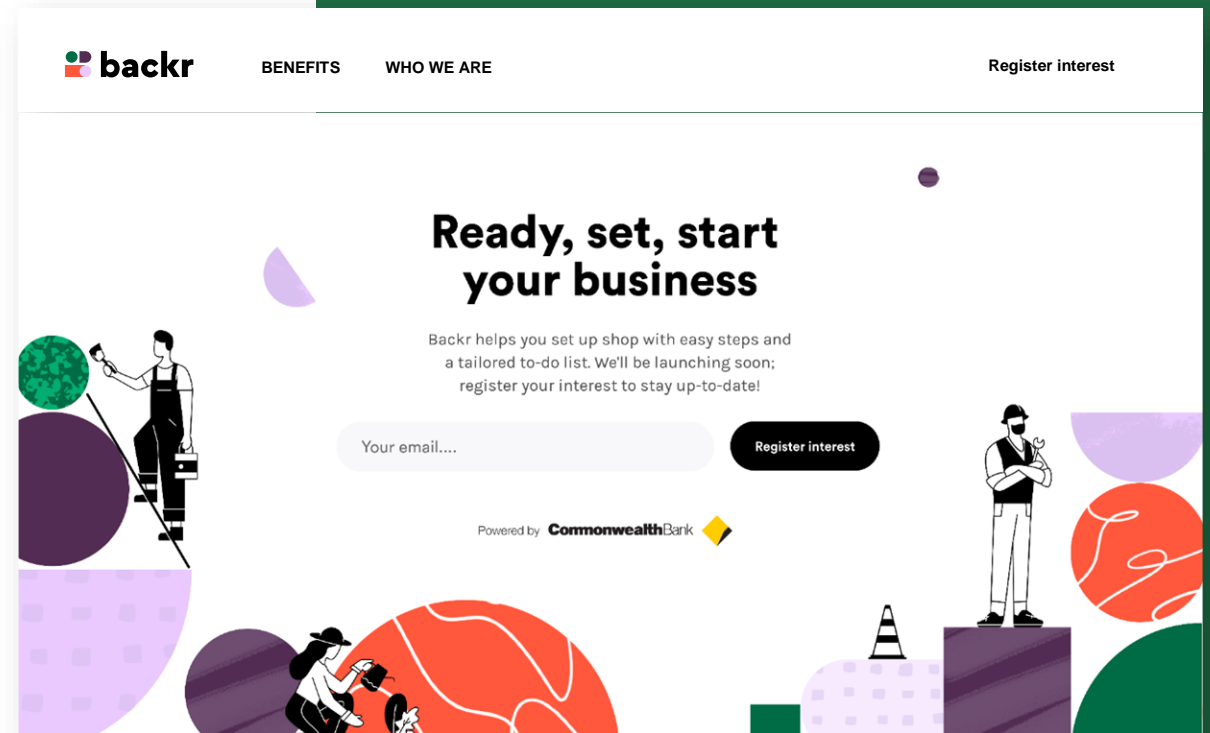 backr
BENEFITS
WHO WE ARE
Register interest
Ready, set, start
your business
Backr helps you set up shop with easy steps and
a tailored to-do list. We'll be launching soon;
register your interest to stay up-to-date!
Your email....
Register interest
Powered by CommonwealthBank